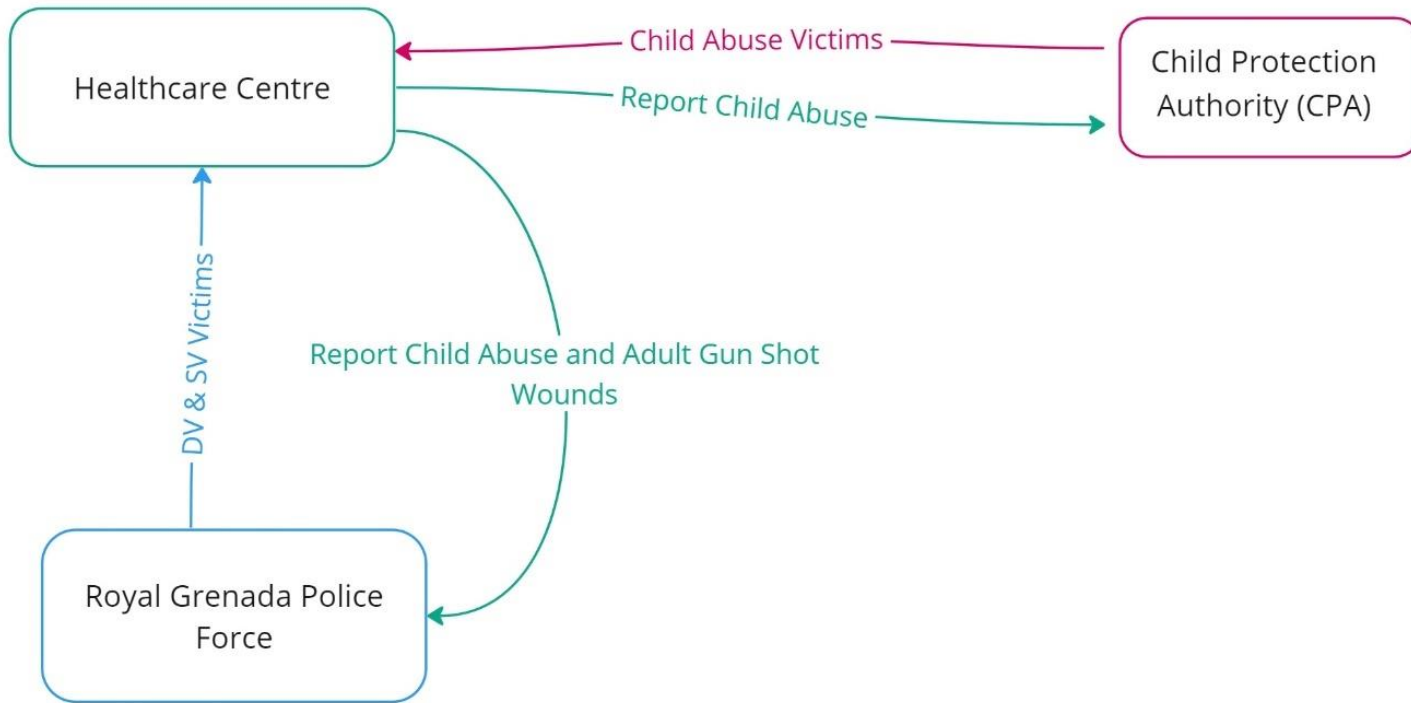 Healthcare Centre
Child Abuse Victims
Child Protection
Authority (CPA)
Report Child Abuse
DV & SV Victims
Report Child Abuse and Adult Gun Shot
Wounds
Royal Grenada Police
Force